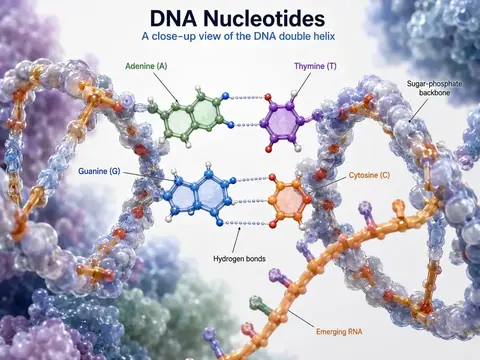 DNA Nucleotides
A close-up view of the DNA double helix
Adenine (A)
Thymine (T)
Sugar-phosphate
backbone
Guanine (G)
Cytosine (C)
Hydrogen bonds
Emerging RNA